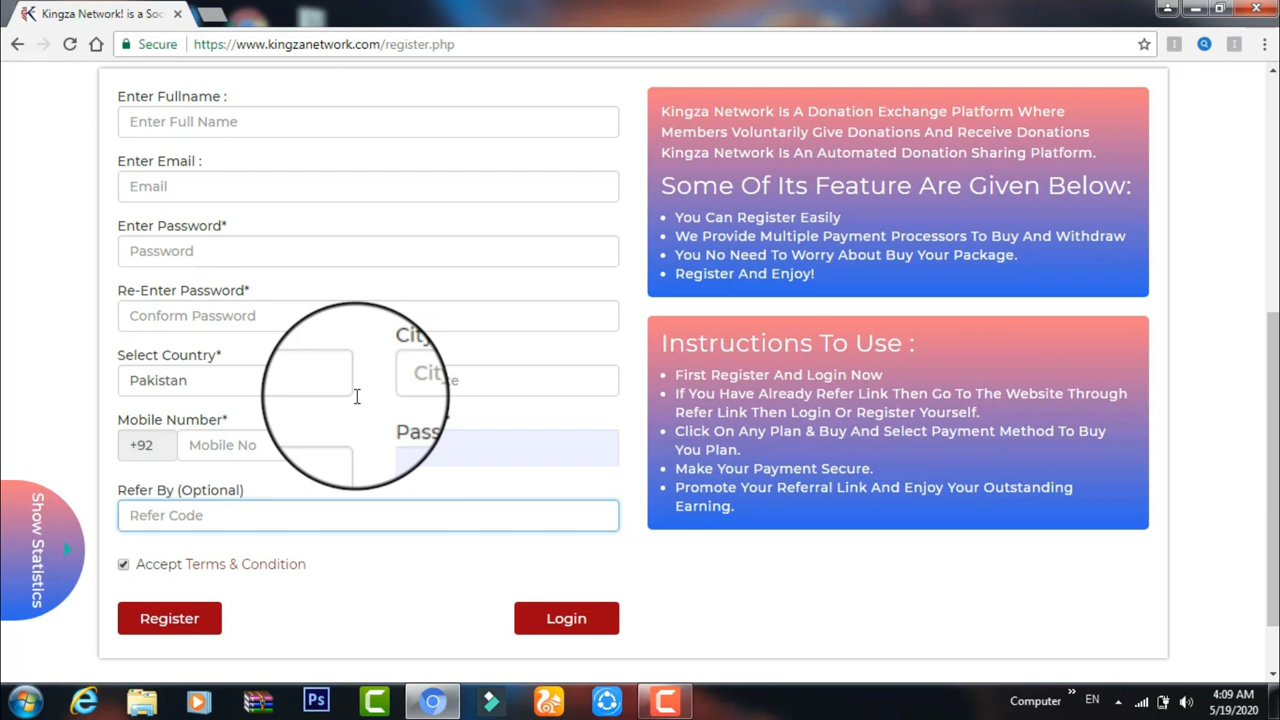 Kingza Network! is a Soc
Secure
https://www.kingzanetwork.com/register.php
Enter Fullname :
Enter Full Name
Enter Email :
Email
Enter Password*
Password
Re-Enter Password*
Conform Password
Select Country*
City
Pakistan
City
Mobile Number*
Pass
+92
Mobile No
Refer By (Optional)
Refer Code
Accept Terms & Condition
Register
Login
Show Statistics
Kingza Network Is A Donation Exchange Platform Where
Members Voluntarily Give Donations And Receive Donations
Kingza Network Is An Automated Donation Sharing Platform.
Some Of Its Feature Are Given Below:
You Can Register Easily
We Provide Multiple Payment Processors To Buy And Withdraw
You No Need To Worry About Buy Your Package.
Register And Enjoy!
Instructions To Use :
First Register And Login Now
If You Have Already Refer Link Then Go To The Website Through
Refer Link Then Login Or Register Yourself.
Click On Any Plan & Buy And Select Payment Method To Buy
You Plan.
Make Your Payment Secure.
Promote Your Referral Link And Enjoy Your Outstanding
Earning.
Ps
Computer
EN
4:09 AM
5/19/2020